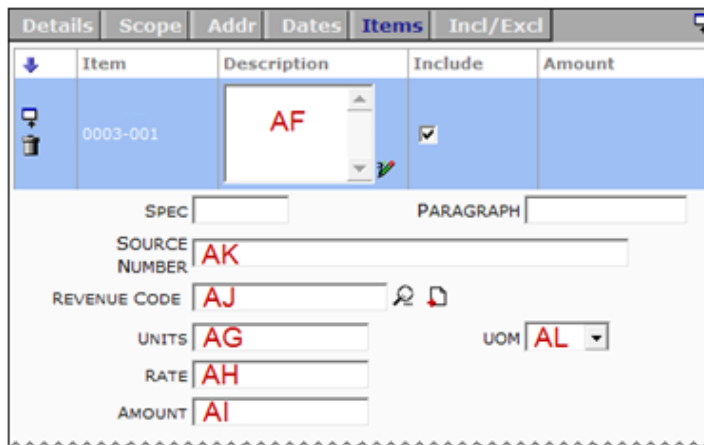 Details Scope Addr Dates Items Incl/Excl
Item Description Include Amount
0003-001 AF
SPEC PARAGRAPH
SOURCE
NUMBER AK
REVENUE CODE AJ
UNITS AG UOM AL
RATE AH
AMOUNT AI